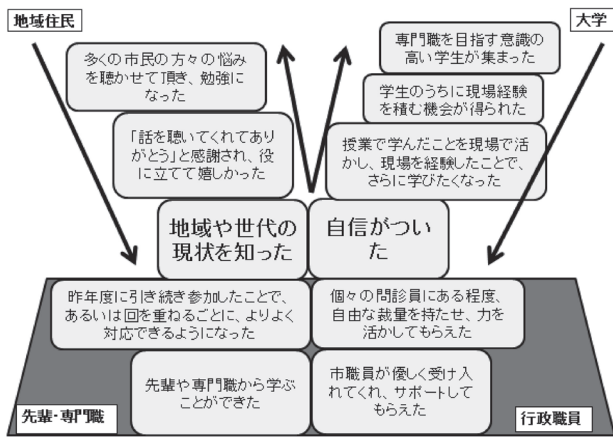 地域住民
大学
多くの市民の方々の悩み
を聴かせて頂き、勉強に
なった
専門職を目指す意識の
高い学生が集まった
学生のうちに現場経験
を積む機会が得られた
「話を聴いてくれてあり
がとう」と感謝され、役
に立てて嬉しかった
授業で学んだことを現場で活
かし、現場を経験したことで、
さらに学びたくなった
地域や世代の
現状を知った
自信がつい
た
昨年度に引き続き参加したことで、
あるいは回を重ねるごとに、よりよく
対応できるようになった
個々の問診員にある程度、
自由な裁量を持たせ、力を
活かしてもらえた
先輩や専門職から学ぶ
ことができた
市職員が優しく受け入
れてくれ、サポートして
もらえた
先輩・専門職
行政職員